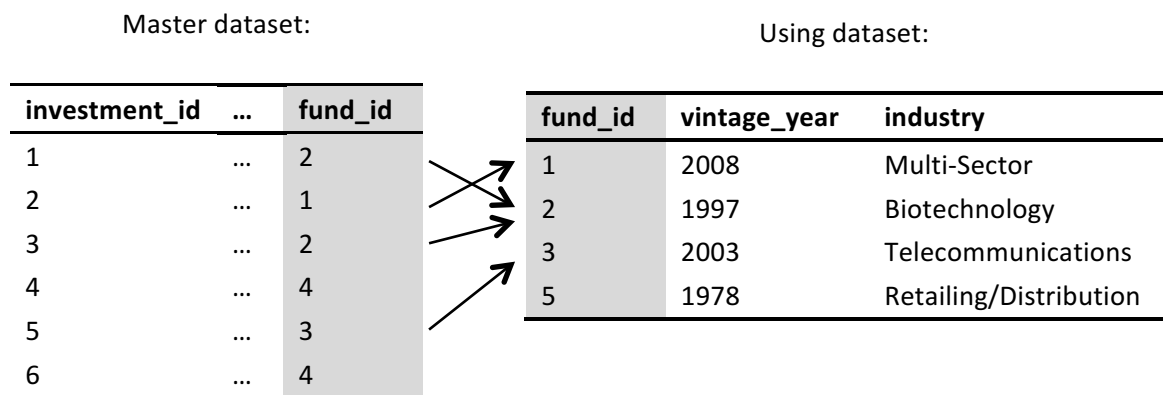 Master dataset:
Using dataset:
investment_id ... fund_id
1 ... 2
2 ... 1
3 ... 2
4 ... 4
5 ... 3
6 ... 4
fund_id vintage_year industry
1 2008 Multi-Sector
2 1997 Biotechnology
3 2003 Telecommunications
5 1978 Retailing/Distribution